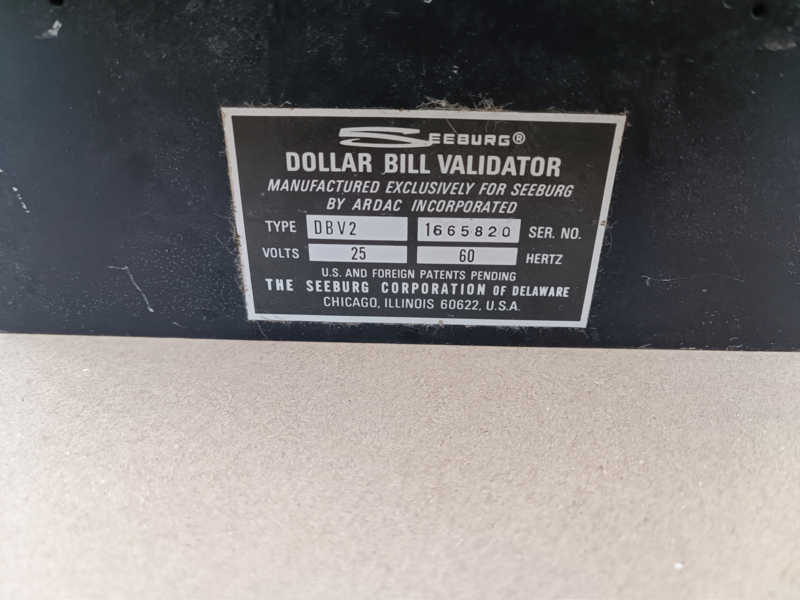 SEEBURG®
DOLLAR BILL VALIDATOR
MANUFACTURED EXCLUSIVELY FOR SEEBURG
BY ARDAC INCORPORATED
TYPE DBV2 1665820 SER. NO.
VOLTS 25 60 HERTZ
U.S. AND FOREIGN PATENTS PENDING
THE SEEBURG CORPORATION OF DELAWARE
CHICAGO, ILLINOIS 60622, U.S.A.